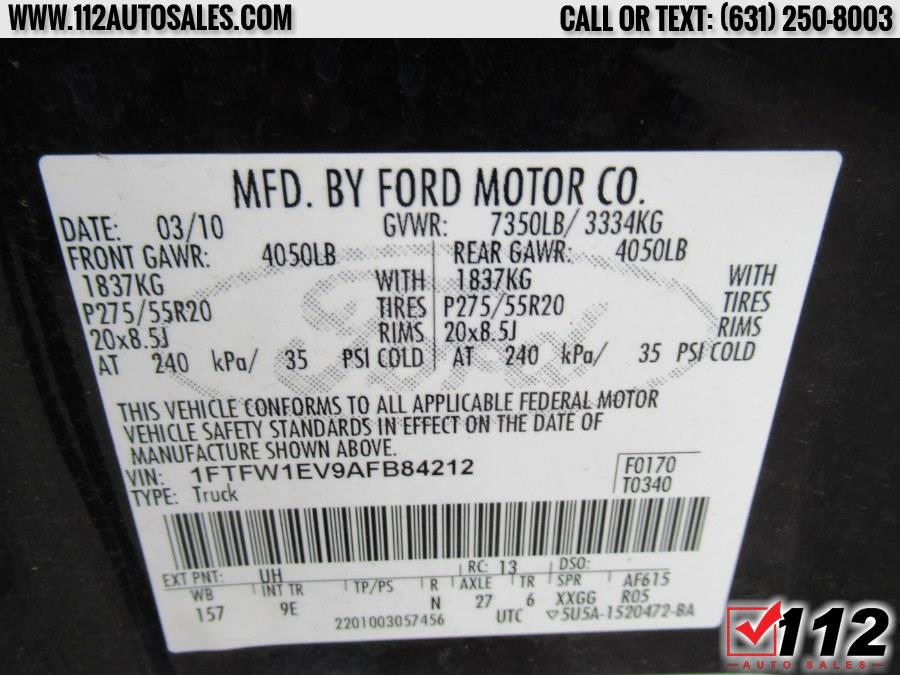 WWW.112AUTOSALES.COM CALL OR TEXT: (631) 250-8003
MFD. BY FORD MOTOR CO.
DATE: 03/10 GVWR: 7350LB/ 3334KG
FRONT GAWR: 4050LB REAR GAWR: 4050LB
1837KG WITH 1837KG WITH
P275/55R20 TIRES P275/55R20 TIRES
20x8.5J RIMS 20x8.5J RIMS
AT 240 kPa/ 35 PSI COLD AT 240 kPa/ 35 PSI COLD
Ford
THIS VEHICLE CONFORMS TO ALL APPLICABLE FEDERAL MOTOR
VEHICLE SAFETY STANDARDS IN EFFECT ON THE DATE OF
MANUFACTURE SHOWN ABOVE.
VIN: 1FTFW1EV9AFB84212 F0170
TYPE: Truck T0340
EXT PNT: UH RC: 13 DSO:
WB INT TR TP/PS R AXLE TR SPR AF615
157 9E N 27 6 XXGG R05
2201003057456 UTC ▽5U5A-1520472-BA
112
AUTO SALES